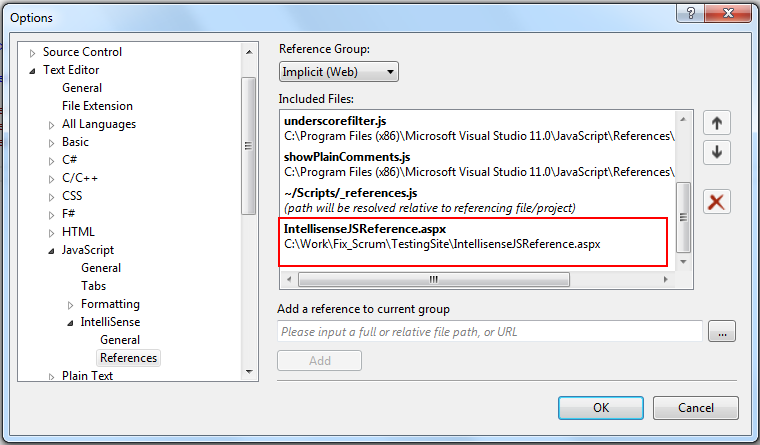 Options
?
Source Control
Text Editor
General
File Extension
All Languages
Basic
C#
C/C++
CSS
F#
HTML
JavaScript
General
Tabs
Formatting
IntelliSense
General
References
Plain Text
Reference Group:
Implicit (Web)
Included Files:
underscorefilter.js
C:\Program Files (x86)\Microsoft Visual Studio 11.0\JavaScript\References\
showPlainComments.js
C:\Program Files (x86)\Microsoft Visual Studio 11.0\JavaScript\References\
~/Scripts/_references.js
(path will be resolved relative to referencing file/project)
IntellisenseJSReference.aspx
C:\Work\Fix_Scrum\TestingSite\IntellisenseJSReference.aspx
Add a reference to current group
Please input a full or relative file path, or URL
...
Add
OK
Cancel